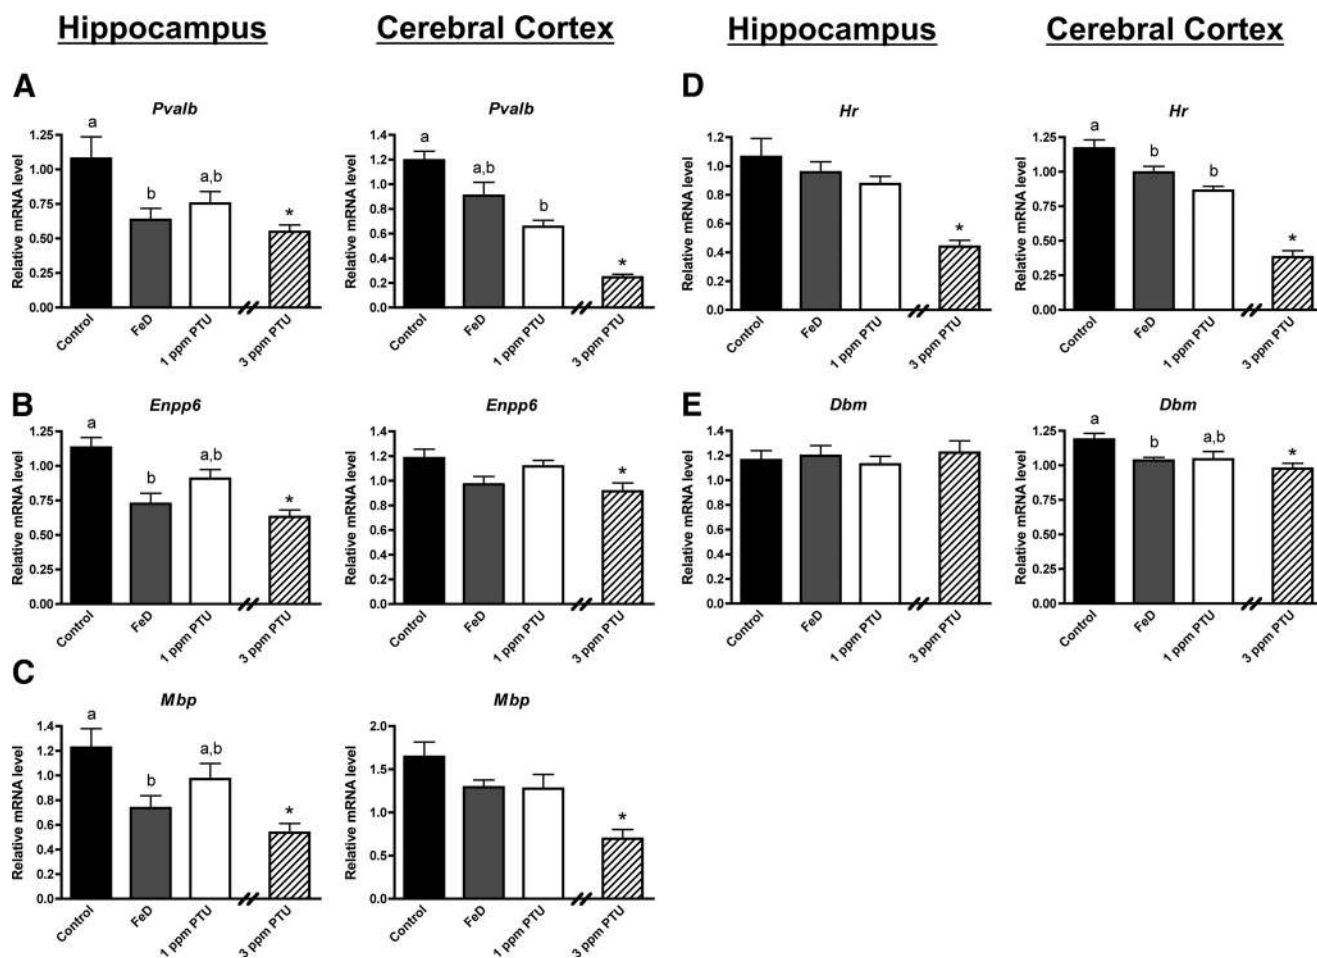 Hippocampus
Cerebral Cortex
Hippocampus
Cerebral Cortex
A
Pvalb
Relative mRNA level
1.25
1.00
0.75
0.50
0.25
0.00
a
b
a,b
*
Control
FeD
1 ppm PTU
3 ppm PTU
Pvalb
Relative mRNA level
1.4
1.2
1.0
0.8
0.6
0.4
0.2
0.0
a
a,b
b
*
Control
FeD
1 ppm PTU
3 ppm PTU
D
Hr
Relative mRNA level
1.2
1.0
0.8
0.6
0.4
0.2
0.0
*
Control
FeD
1 ppm PTU
3 ppm PTU
Hr
Relative mRNA level
1.25
1.00
0.75
0.50
0.25
0.00
a
b
b
*
Control
FeD
1 ppm PTU
3 ppm PTU
B
Enpp6
Relative mRNA level
1.25
1.00
0.75
0.50
0.25
0.00
a
b
a,b
*
Control
FeD
1 ppm PTU
3 ppm PTU
Enpp6
Relative mRNA level
1.4
1.2
1.0
0.8
0.6
0.4
0.2
0.0
*
Control
FeD
1 ppm PTU
3 ppm PTU
E
Dbm
Relative mRNA level
1.4
1.2
1.0
0.8
0.6
0.4
0.2
0.0
Control
FeD
1 ppm PTU
3 ppm PTU
Dbm
Relative mRNA level
1.25
1.00
0.75
0.50
0.25
0.00
a
b
a,b
*
Control
FeD
1 ppm PTU
3 ppm PTU
C
Mbp
Relative mRNA level
1.4
1.2
1.0
0.8
0.6
0.4
0.2
0.0
a
b
a,b
*
Control
FeD
1 ppm PTU
3 ppm PTU
Mbp
Relative mRNA level
2.0
1.5
1.0
0.5
0.0
*
Control
FeD
1 ppm PTU
3 ppm PTU